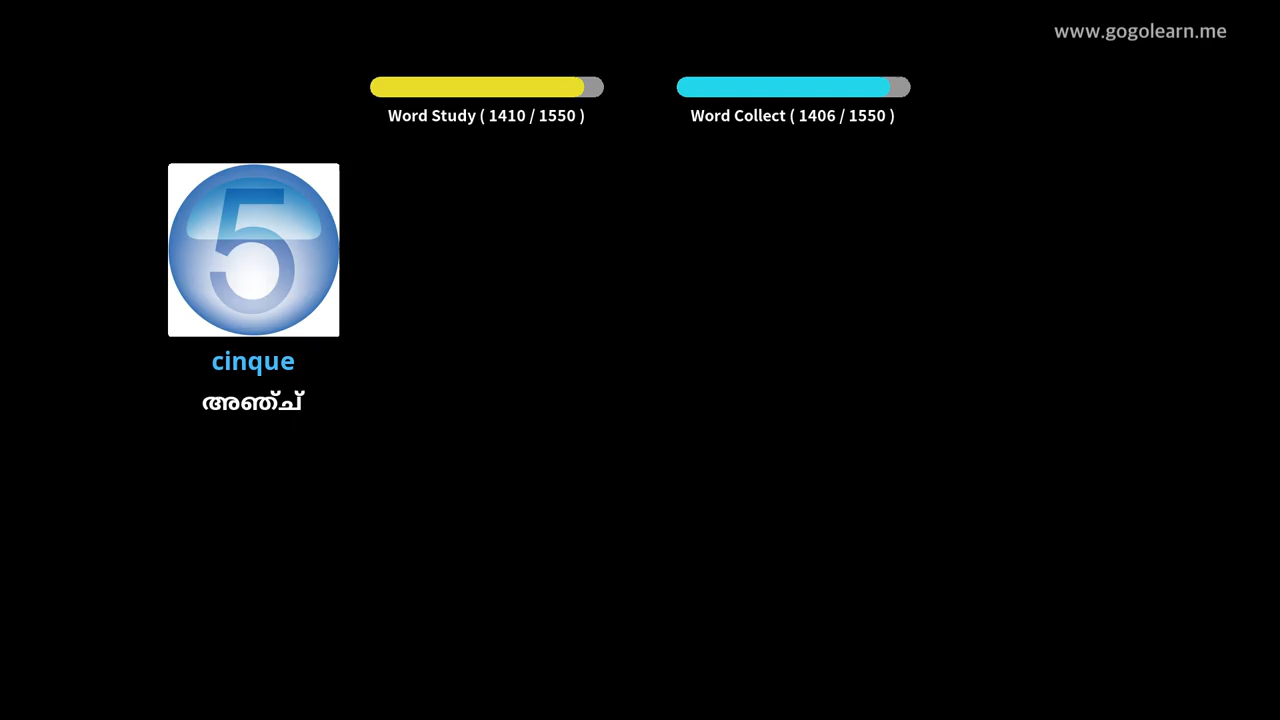 www.gogolearn.me
Word Study ( 1410 / 1550 )
Word Collect ( 1406 / 1550 )
5
cinque
അഞ്ച്